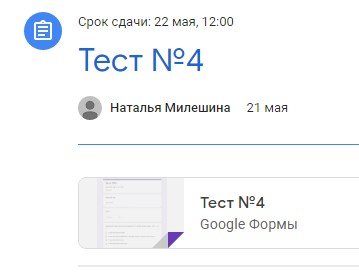 Срок сдачи: 22 мая, 12:00
Тест №4
Наталья Милешина 21 мая
Тест №4
Google Формы